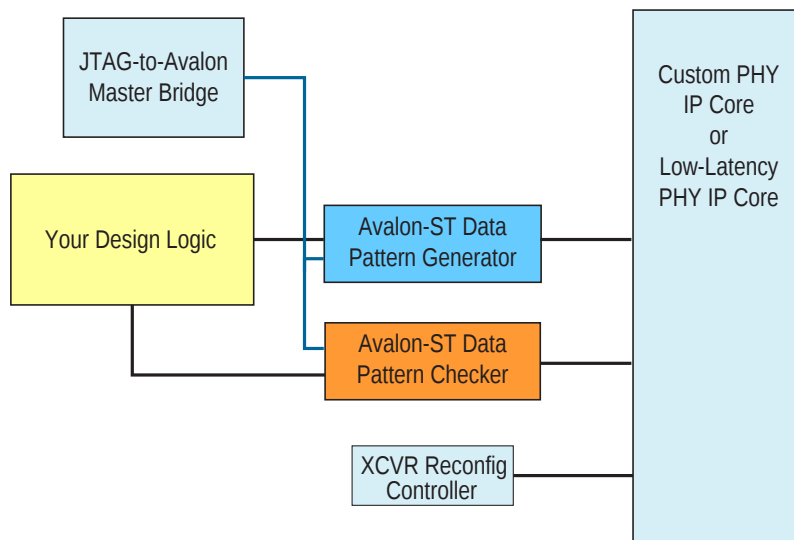 JTAG-to-Avalon
Master Bridge
Custom PHY
IP Core
or
Low-Latency
PHY IP Core
Your Design Logic
Avalon-ST Data
Pattern Generator
Avalon-ST Data
Pattern Checker
XCVR Reconfig
Controller